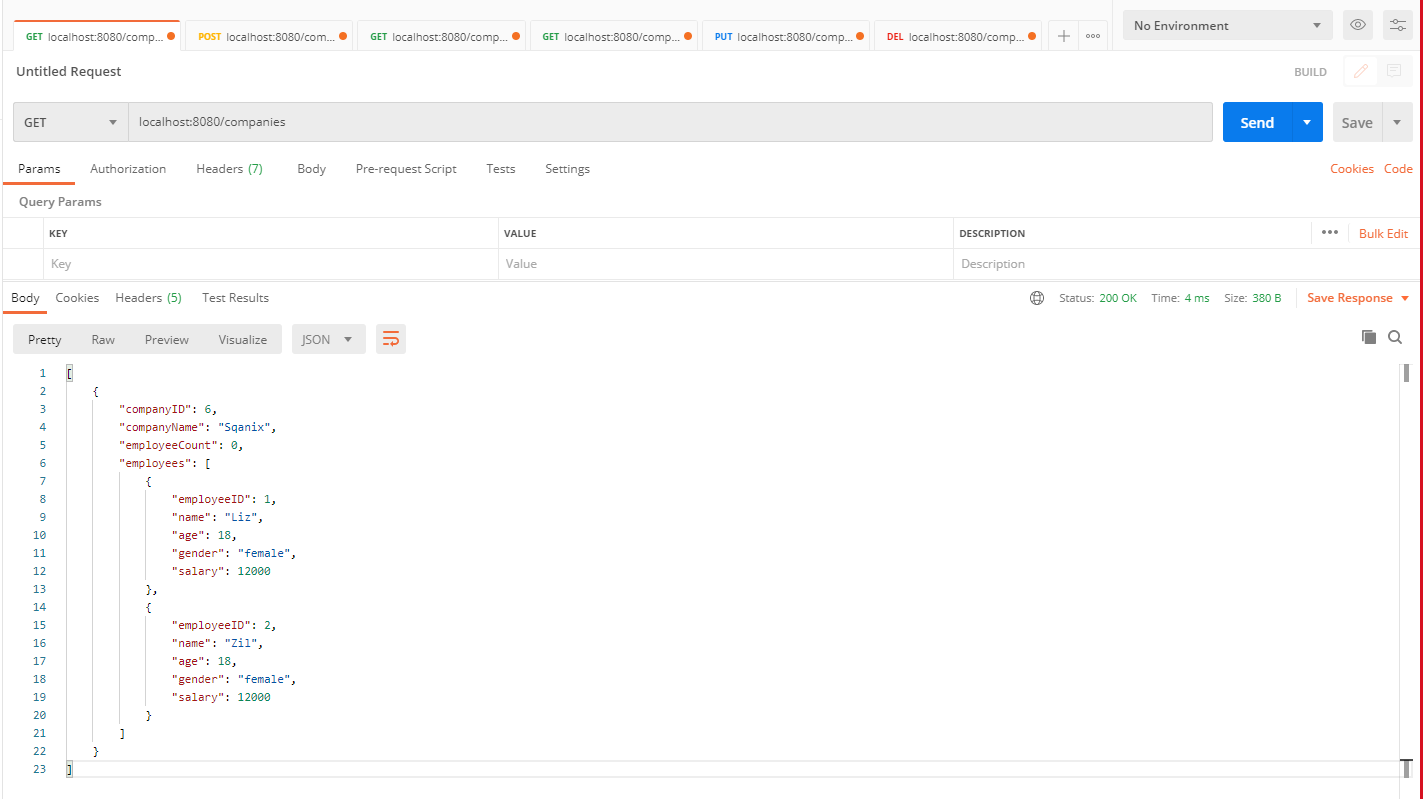 GET localhost:8080/comp... POST localhost:8080/com... GET localhost:8080/comp... GET localhost:8080/comp... PUT localhost:8080/comp... DEL localhost:8080/comp... No Environment
Untitled Request BUILD
GET localhost:8080/companies Send Save
Params Authorization Headers (7) Body Pre-request Script Tests Settings Cookies Code
Query Params
KEY VALUE DESCRIPTION Bulk Edit
Key Value Description
Body Cookies Headers (5) Test Results Status: 200 OK Time: 4 ms Size: 380 B Save Response
Pretty Raw Preview Visualize JSON
1 [
2 {
3 "companyID": 6,
4 "companyName": "Sqanix",
5 "employeeCount": 0,
6 "employees": [
7 {
8 "employeeID": 1,
9 "name": "Liz",
10 "age": 18,
11 "gender": "female",
12 "salary": 12000
13 },
14 {
15 "employeeID": 2,
16 "name": "Zil",
17 "age": 18,
18 "gender": "female",
19 "salary": 12000
20 }
21 ]
22 }
23 ]